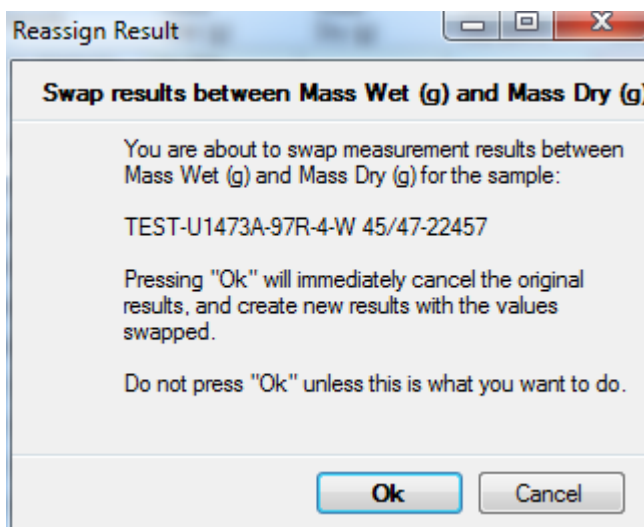 Reassign Result
Swap results between Mass Wet (g) and Mass Dry (g)
You are about to swap measurement results between
Mass Wet (g) and Mass Dry (g) for the sample:
TEST-U1473A-97R-4-W 45/47-22457
Pressing "Ok" will immediately cancel the original
results, and create new results with the values
swapped.
Do not press "Ok" unless this is what you want to do.
Ok
Cancel